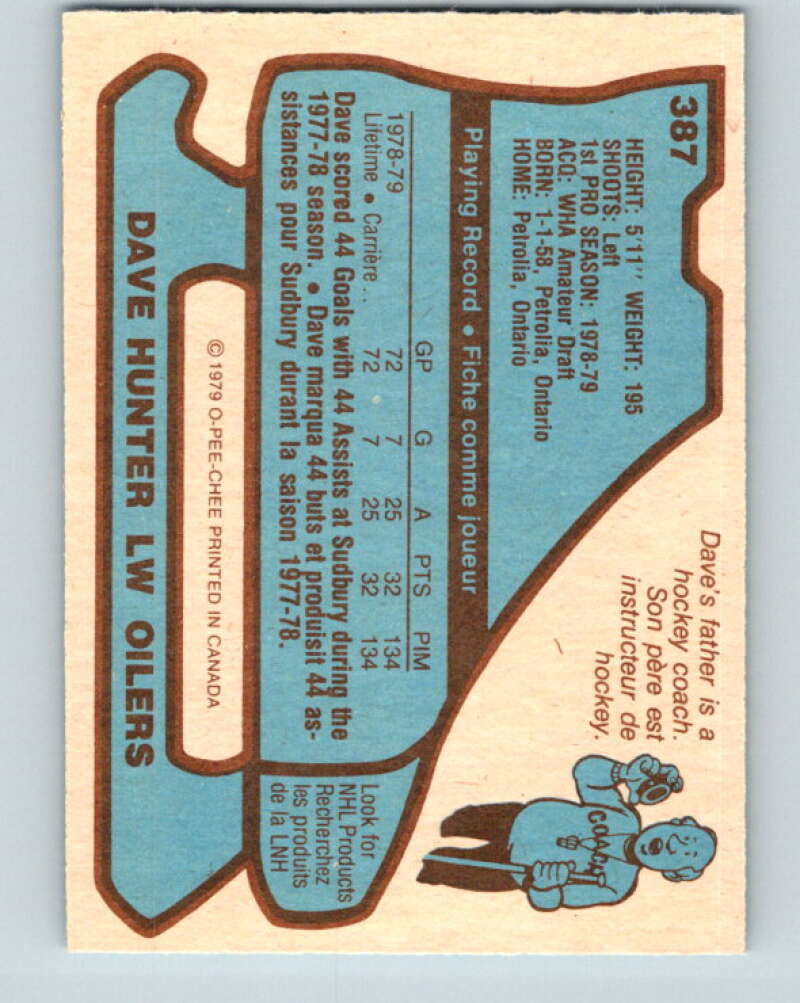 387
HEIGHT: 5'11" WEIGHT: 195
SHOOTS: Left
1st PRO SEASON: 1978-79
ACQ: WHA Amateur Draft
BORN: 1-1-58, Petrolia, Ontario
HOME: Petrolia, Ontario
Dave's father is a
hockey coach.
Son père est
instructeur de
hockey.
COACH
Playing Record • Fiche comme joueur
GP G A PTS PIM
1978-79 72 7 25 32 134
Lifetime • Carrière . . 72 7 25 32 134
Dave scored 44 Goals with 44 Assists at Sudbury during the
1977-78 season. • Dave marqua 44 buts et produisit 44 as-
sistances pour Sudbury durant la saison 1977-78.
Look for
NHL Products
Recherchez
les produits
de la LNH
© 1979 O-PEE-CHEE PRINTED IN CANADA
DAVE HUNTER LW OILERS